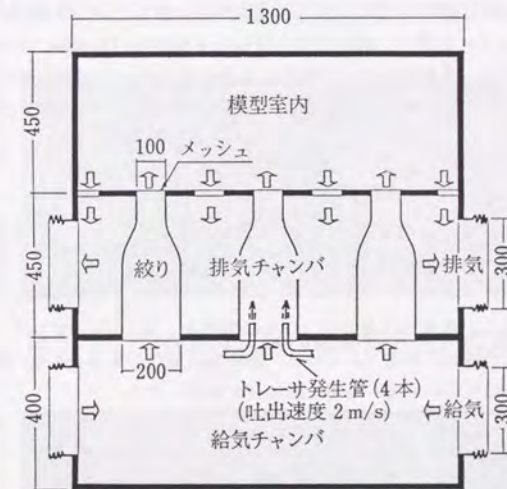 1300
模型室内
450
100
メッシュ
450
絞り
排気チャンバ
排気
300
200
トレーサ発生管(4本)
(吐出速度 2 m/s)
給気
400
給気チャンバ
300